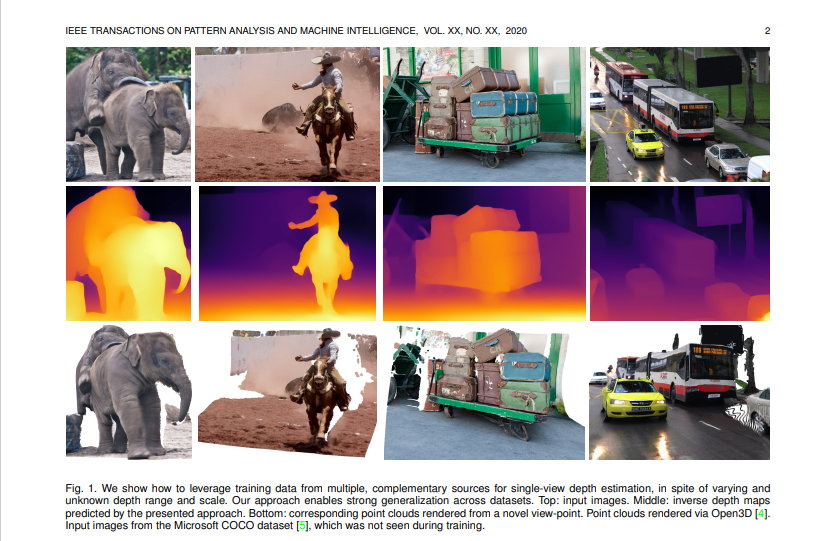 IEEE TRANSACTIONS ON PATTERN ANALYSIS AND MACHINE INTELLIGENCE, VOL. XX, NO. XX, 2020 2
Fig. 1. We show how to leverage training data from multiple, complementary sources for single-view depth estimation, in spite of varying and
unknown depth range and scale. Our approach enables strong generalization across datasets. Top: input images. Middle: inverse depth maps
predicted by the presented approach. Bottom: corresponding point clouds rendered from a novel view-point. Point clouds rendered via Open3D [4].
Input images from the Microsoft COCO dataset [5], which was not seen during training.